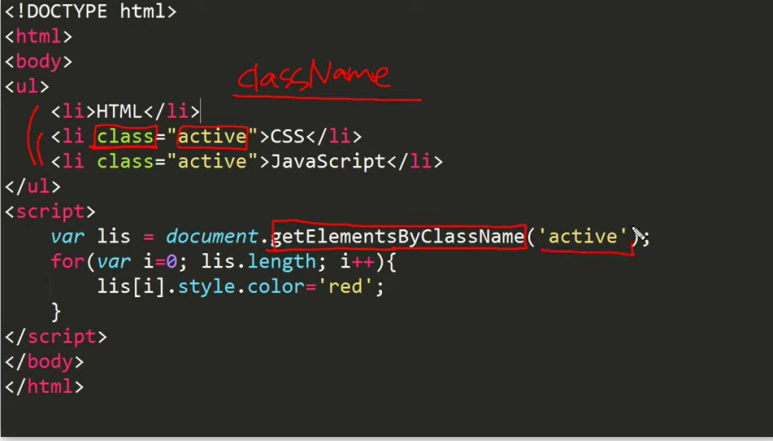 <!DOCTYPE html>
<html>
<body>
<ul>
className
<li>HTML</li>
<li class="active">CSS</li>
<li class="active">JavaScript</li>
</ul>
<script>
var lis = document.getElementsByClassName('active');
for(var i=0; lis.length; i++){
lis[i].style.color='red';
}
</script>
</body>
</html>